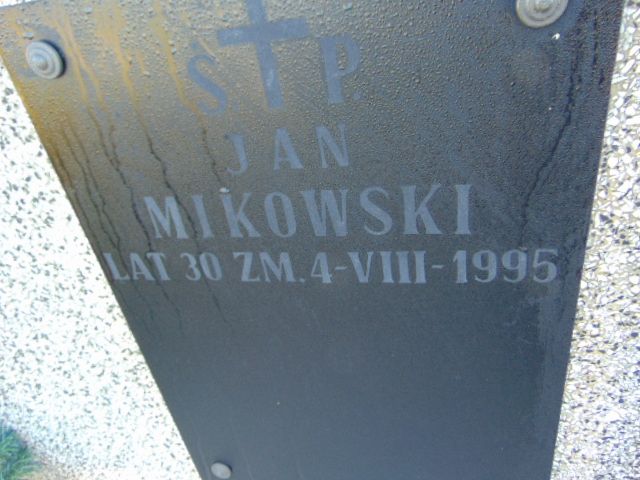 Ś. P.
JAN
MIKOWSKI
LAT 30 ZM. 4-VIII-1995